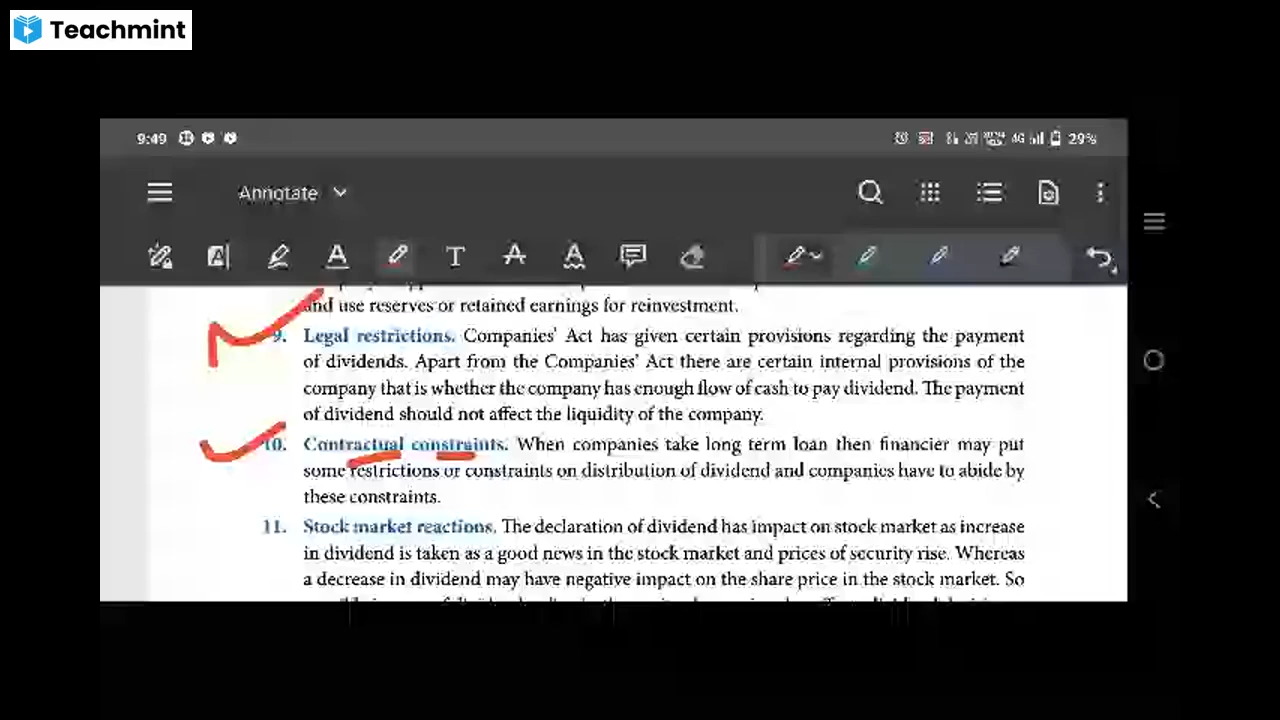 Teachmint
9:49
4G 29%
Annotate
and use reserves or retained earnings for reinvestment.
9. Legal restrictions. Companies' Act has given certain provisions regarding the payment
of dividends. Apart from the Companies' Act there are certain internal provisions of the
company that is whether the company has enough flow of cash to pay dividend. The payment
of dividend should not affect the liquidity of the company.
10. Contractual constraints. When companies take long term loan then financier may put
some restrictions or constraints on distribution of dividend and companies have to abide by
these constraints.
11. Stock market reactions. The declaration of dividend has impact on stock market as increase
in dividend is taken as a good news in the stock market and prices of security rise. Whereas
a decrease in dividend may have negative impact on the share price in the stock market. So